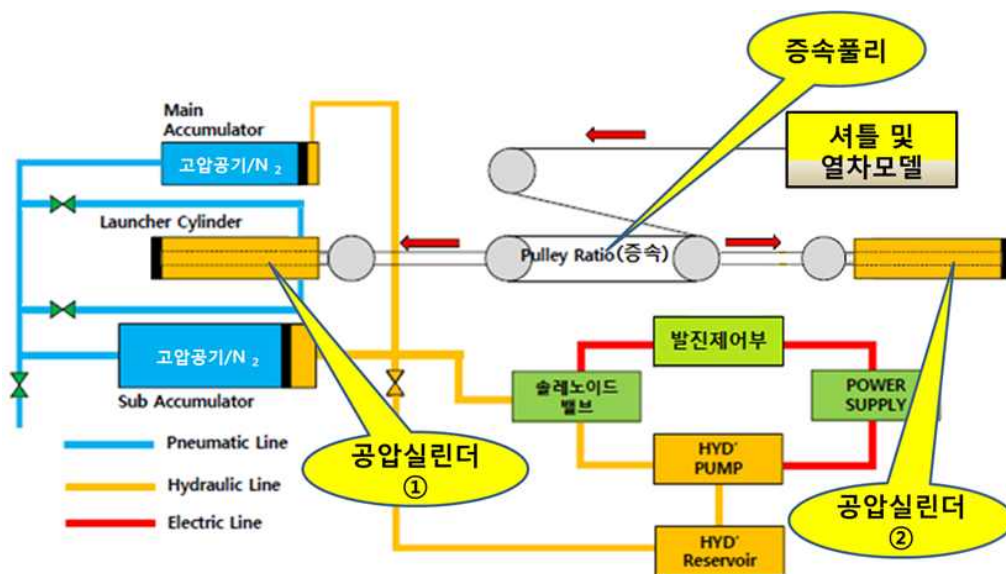 증속풀리
Main
Accumulator
고압공기/N₂
셔틀 및
열차모델
Launcher Cylinder
Pulley Ratio(증속)
고압공기/N₂
Sub Accumulator
발진제어부
솔레노이드
밸브
POWER
SUPPLY
Pneumatic Line
Hydraulic Line
Electric Line
공압실린더
①
HYD'
PUMP
HYD'
Reservoir
공압실린더
②